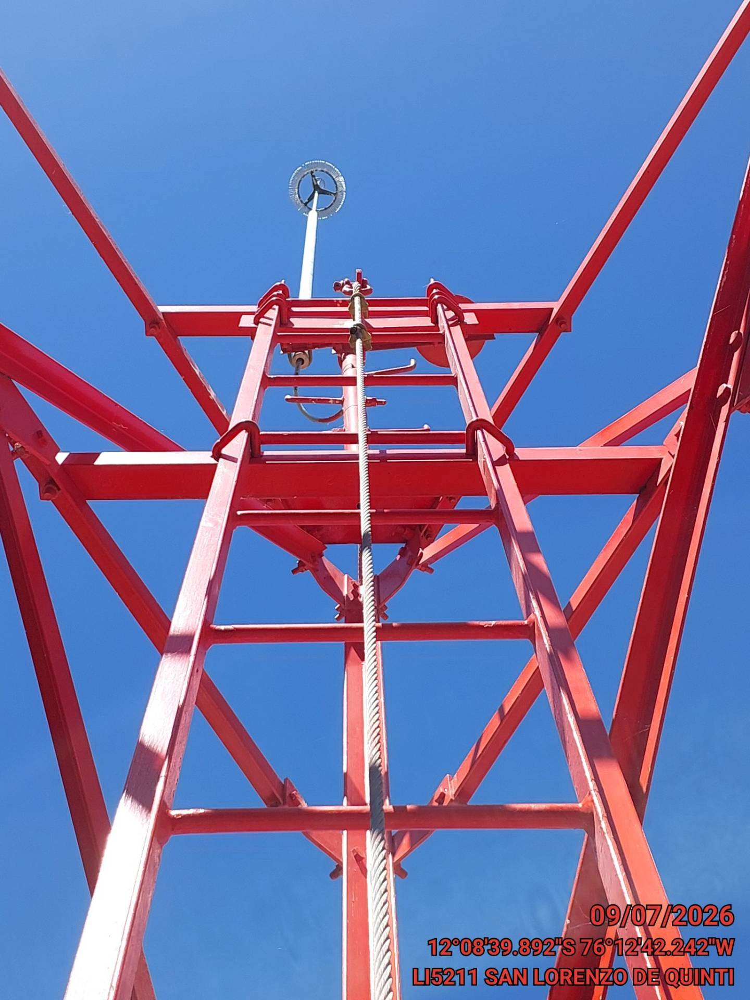 09/07/2026
12°08'39.892"S 76°12'42.242"W
LI5211 SAN LORENZO DE QUINTI